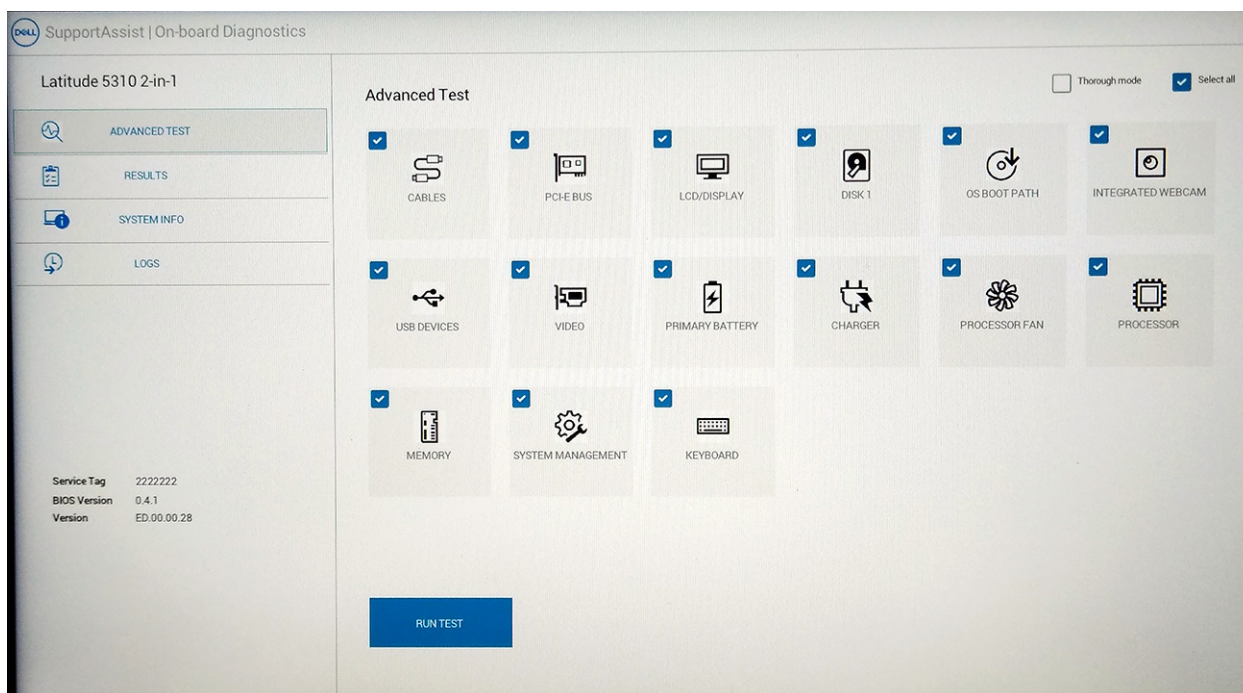 DELL SupportAssist | On-board Diagnostics
Latitude 5310 2-in-1
ADVANCED TEST
RESULTS
SYSTEM INFO
LOGS
Service Tag 2222222
BIOS Version 0.4.1
Version ED.00.00.28
Advanced Test
Thorough mode Select all
CABLES PCI-E BUS LCD/DISPLAY DISK 1 OS BOOT PATH INTEGRATED WEBCAM
USB DEVICES VIDEO PRIMARY BATTERY CHARGER PROCESSOR FAN PROCESSOR
MEMORY SYSTEM MANAGEMENT KEYBOARD
RUN TEST